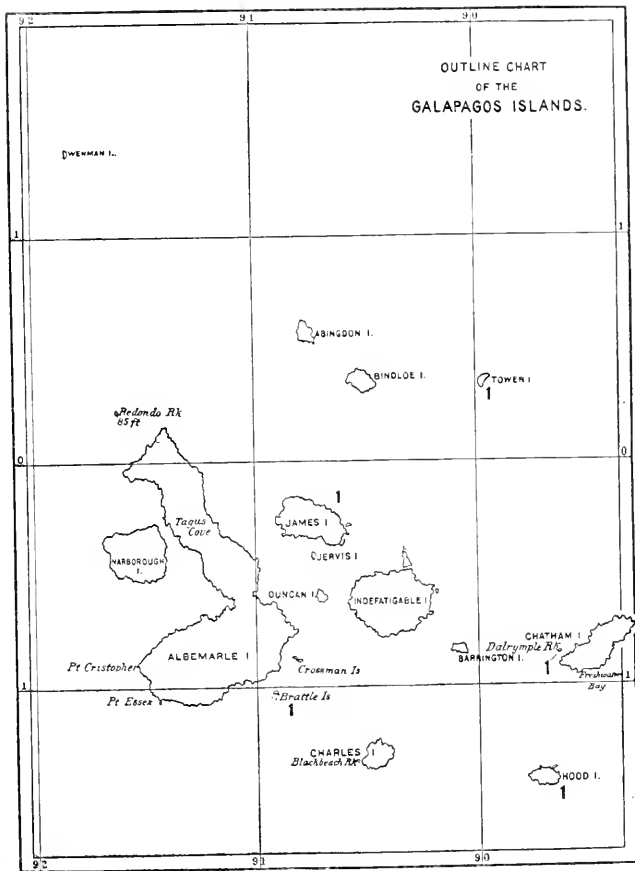 92
91
90
OUTLINE CHART
OF THE
GALAPAGOS ISLANDS.
WENMAN I.
1
1
ABINGDON I.
BINDLOE I.
TOWER I
1
Redondo Rk
85 ft
0
0
1
JAMES I
Tagus
Cove
JERVIS I
NARBOROUGH
I.
DUNCAN I.
INDEFATIGABLE I
CHATHAM I
Dalrymple Rk
ALBEMARLE I
BARRINGTON I.
1
Pt Cristopher
Crossman Is
Freshwater
Bay
1
1
Pt Essex
Brattle Is
1
CHARLES
I
Blackbeach Rk
HOOD I.
1
92
91
90